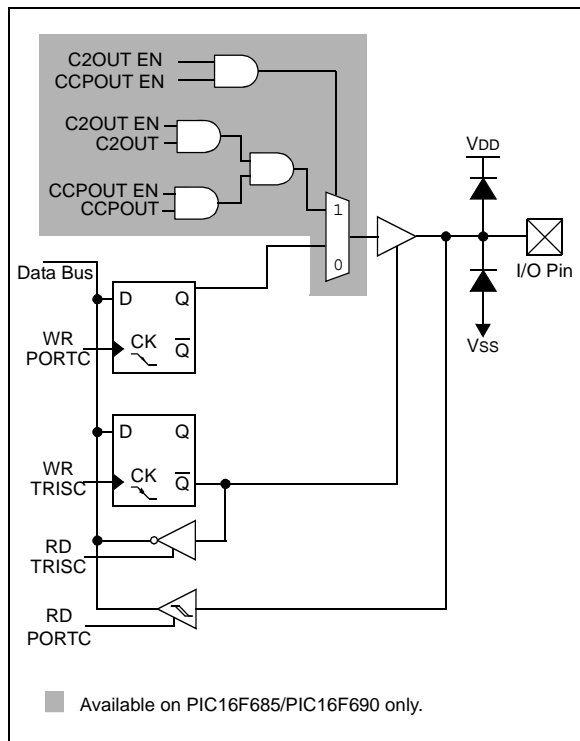 C2OUT EN
CCPOUT EN
C2OUT EN
C2OUT
CCPOUT EN
CCPOUT
VDD
1
0
I/O Pin
VSS
Data Bus
D Q
WR
PORTC
CK Q
D Q
WR
TRISC
CK Q
RD
TRISC
RD
PORTC
Available on PIC16F685/PIC16F690 only.